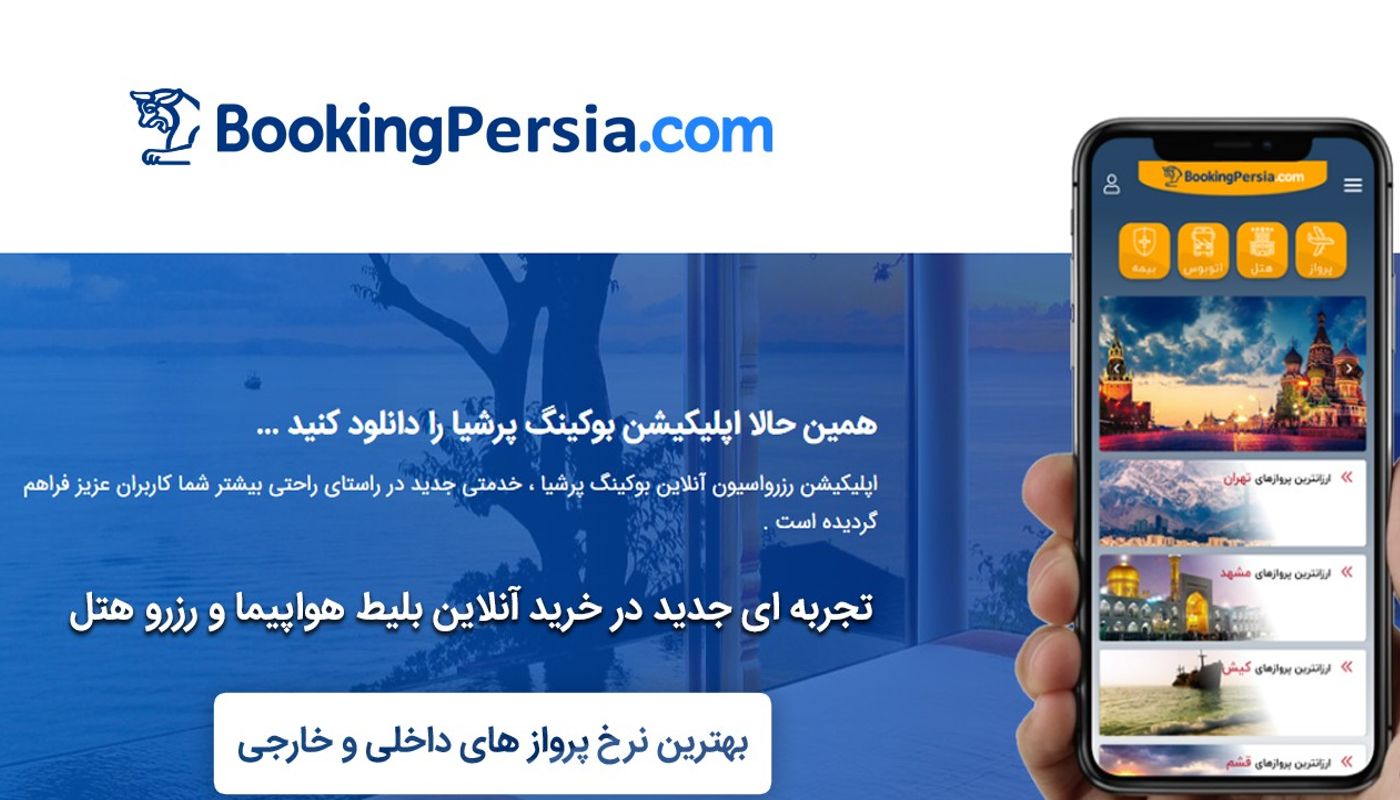 BookingPersia.com
همین حالا اپلیکیشن بوکینگ پرشیا را دانلود کنید ...
اپلیکیشن رزرواسیون آنلاین بوکینگ پرشیا ، خدمتی جدید در راستای راحتی بیشتر شما کاربران عزیز فراهم
گردیده است .
تجربه ای جدید در خرید آنلاین بلیط هواپیما و رزرو هتل
بهترین نرخ پرواز های داخلی و خارجی
BookingPersia.com
پرواز هتل اتوبوس بیمه
ارزانترین پروازهای تهران
ارزانترین پروازهای مشهد
ارزانترین پروازهای کیش
ارزانترین پروازهای قشم